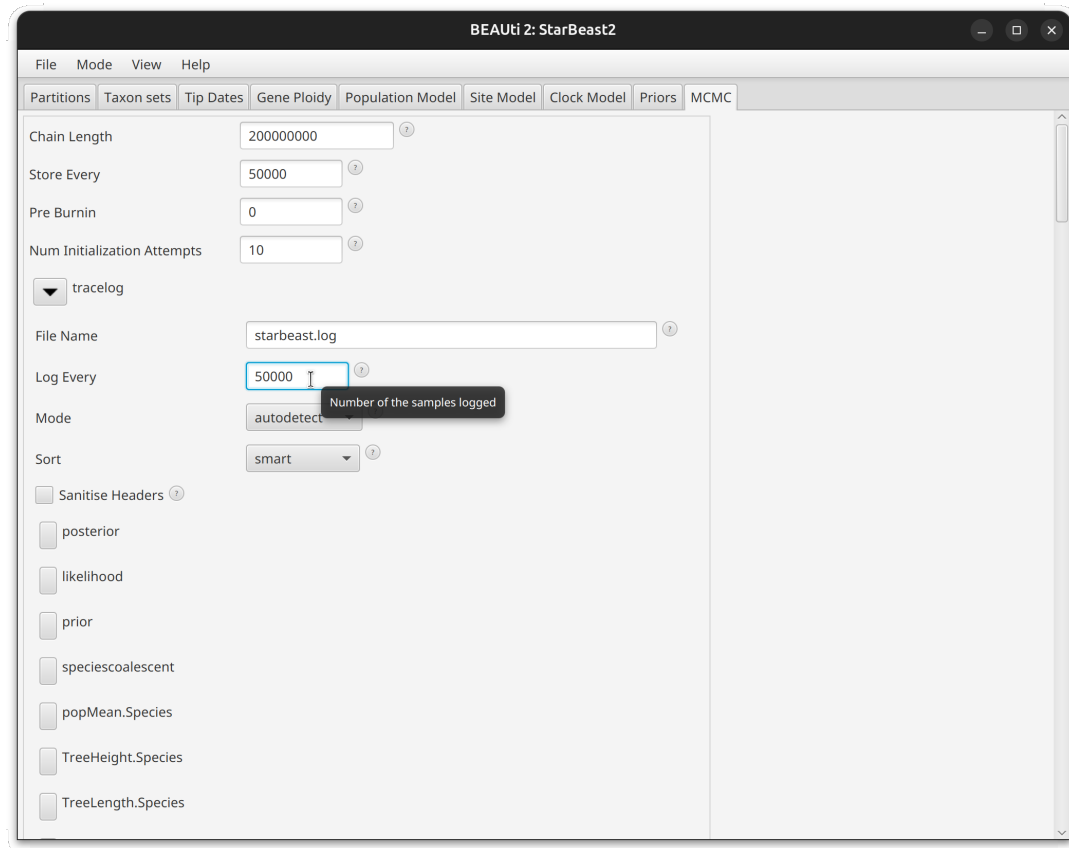 BEAUti 2: StarBeast2
File Mode View Help
Partitions Taxon sets Tip Dates Gene Ploidy Population Model Site Model Clock Model Priors MCMC
Chain Length 200000000 ?
Store Every 50000 ?
Pre Burnin 0 ?
Num Initialization Attempts 10 ?
tracelog
File Name starbeast.log ?
Log Every 50000 ?
Number of the samples logged
Mode autodetect
Sort smart ?
Sanitise Headers ?
posterior
likelihood
prior
speciescoalescent
popMean.Species
TreeHeight.Species
TreeLength.Species